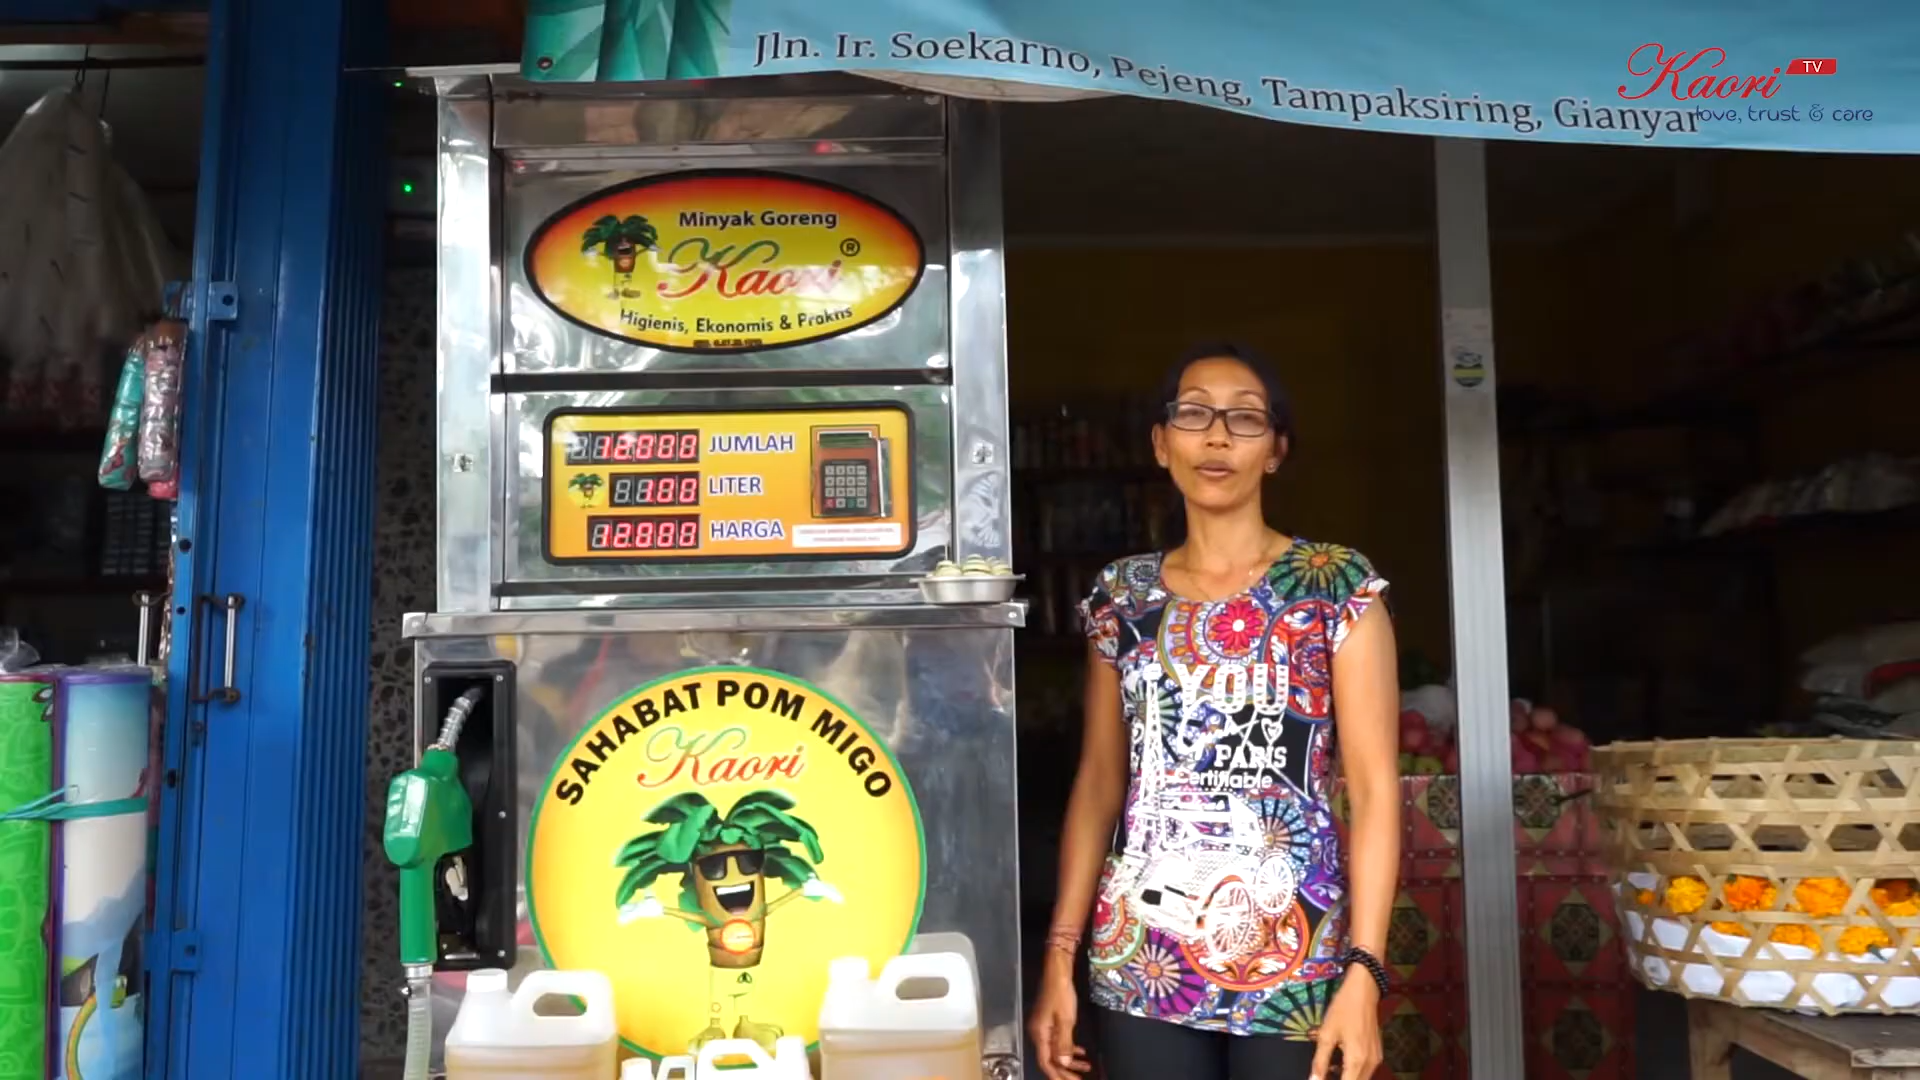 Jln. Ir. Soekarno, Pejeng, Tampaksiring, Gianyar
Kaori TV
love, trust & care
Minyak Goreng
Kaori ®
Higienis, Ekonomis & Praktis
JUMLAH
LITER
HARGA
SAHABAT POM MIGO
Kaori
YOU
PARIS
Certifiable